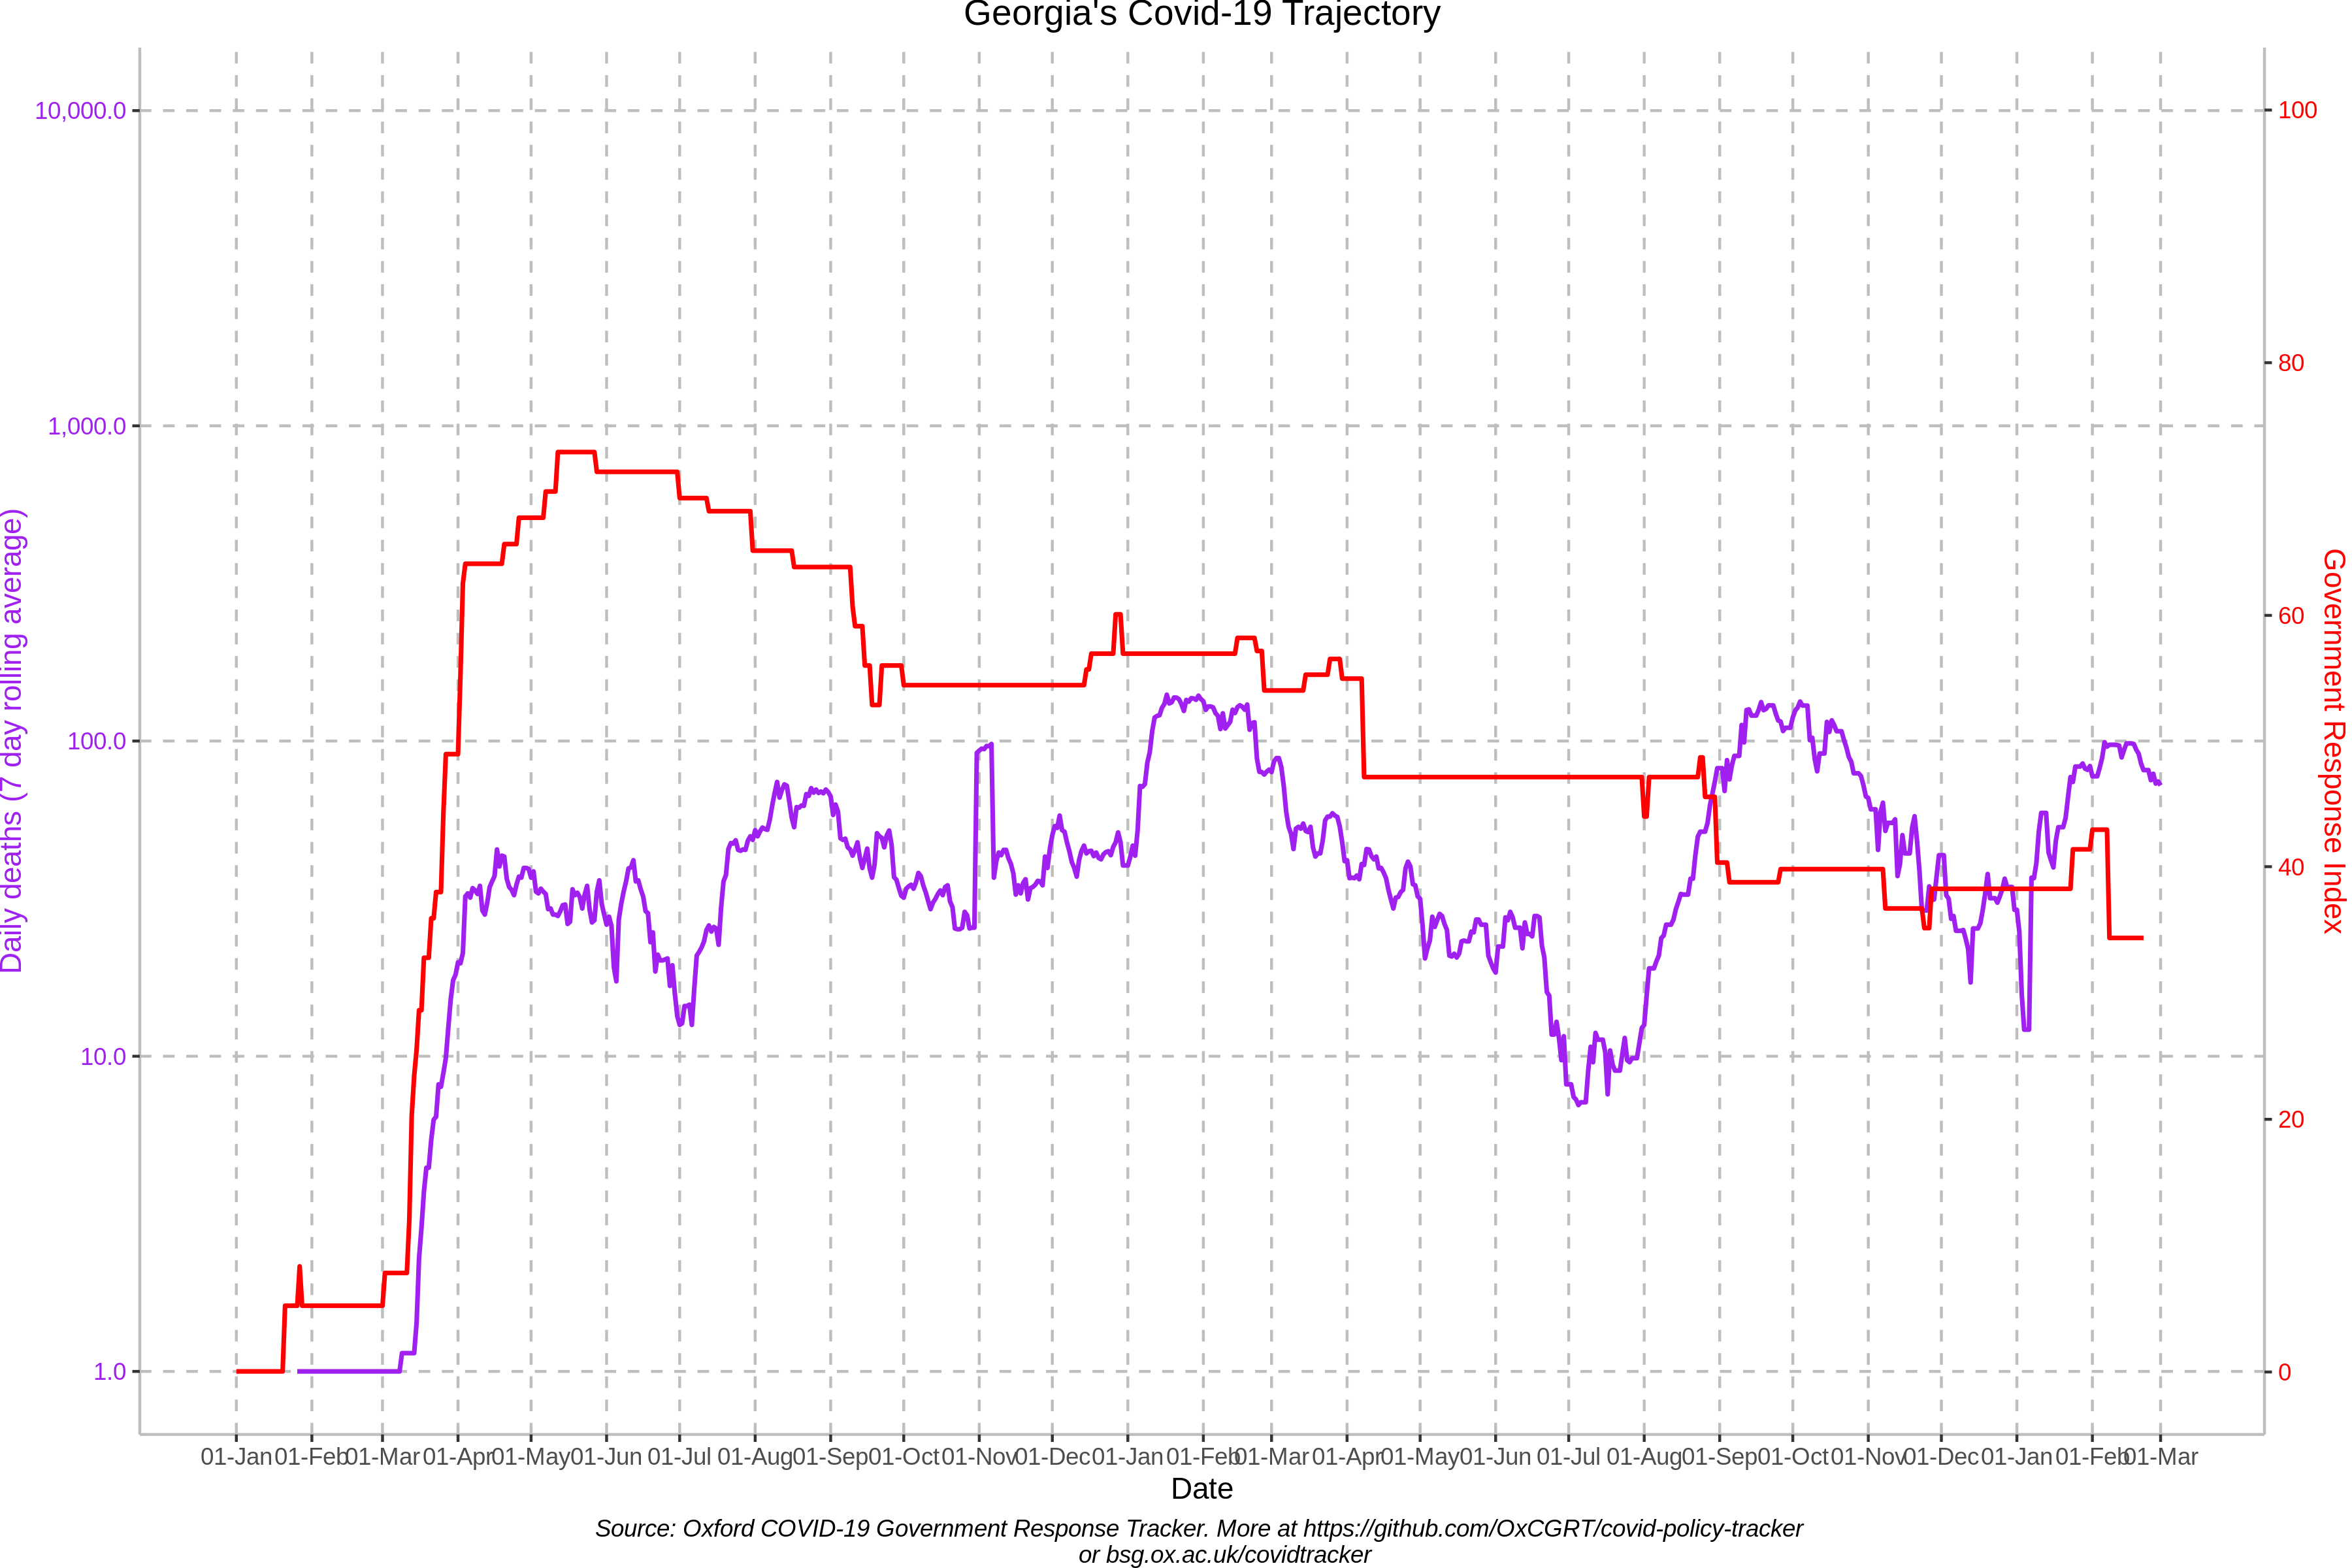 Georgia's Covid-19 Trajectory
10,000.0
1,000.0
100.0
10.0
1.0
Daily deaths (7 day rolling average)
100
80
60
40
20
0
Government Response Index
01-Jan 01-Feb 01-Mar 01-Apr 01-May 01-Jun 01-Jul 01-Aug 01-Sep 01-Oct 01-Nov 01-Dec 01-Jan 01-Feb 01-Mar 01-Apr 01-May 01-Jun 01-Jul 01-Aug 01-Sep 01-Oct 01-Nov 01-Dec 01-Jan 01-Feb 01-Mar
Date
Source: Oxford COVID-19 Government Response Tracker. More at https://github.com/OxCGRT/covid-policy-tracker
or bsg.ox.ac.uk/covidtracker